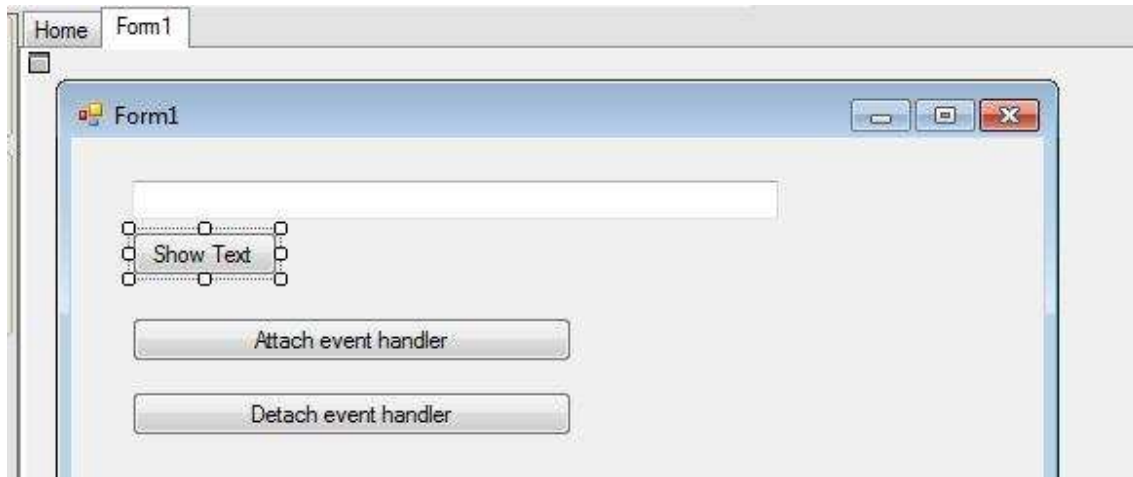 Home Form1
Form1
Show Text
Attach event handler
Detach event handler